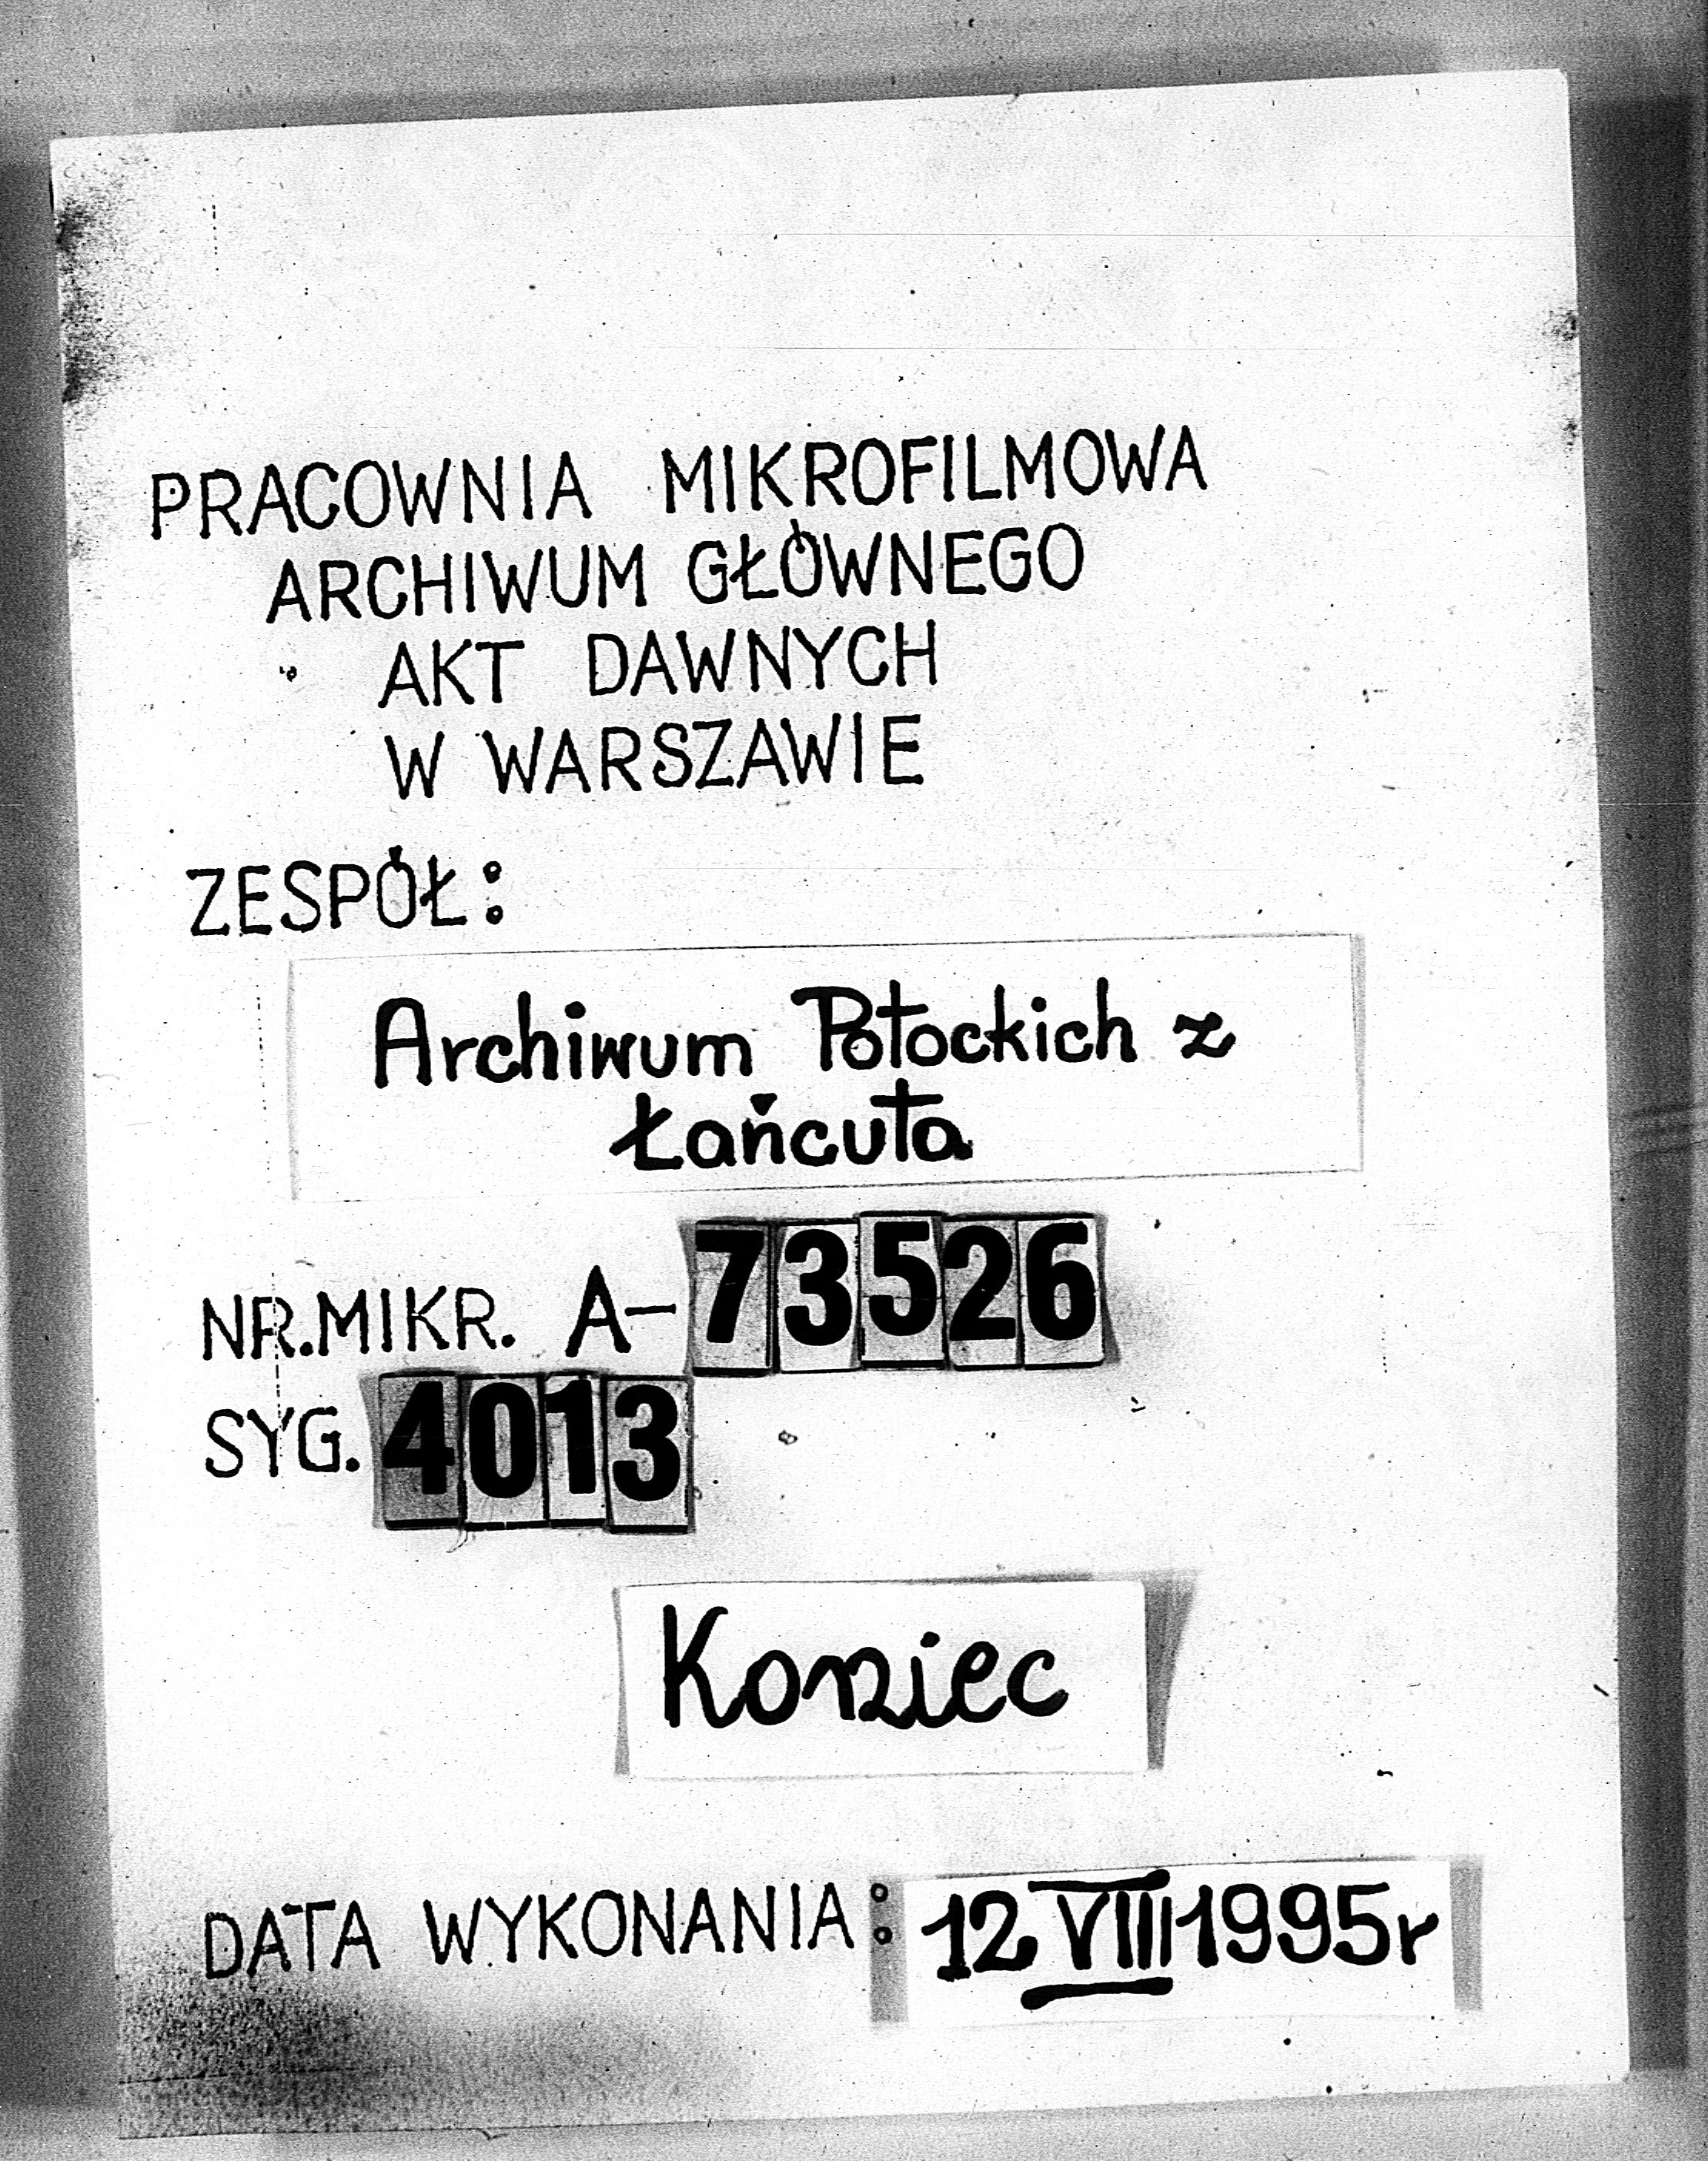 PRACOWNIA MIKROFILMOWA
ARCHIWUM GŁÓWNEGO
AKT DAWNYCH
W WARSZAWIE
ZESPÓŁ:
Archiwum Potockich z
Łańcuta
NR.MIKR. A-73526
SYG. 4013
Koniec
DATA WYKONANIA: 12 VIII 1995r